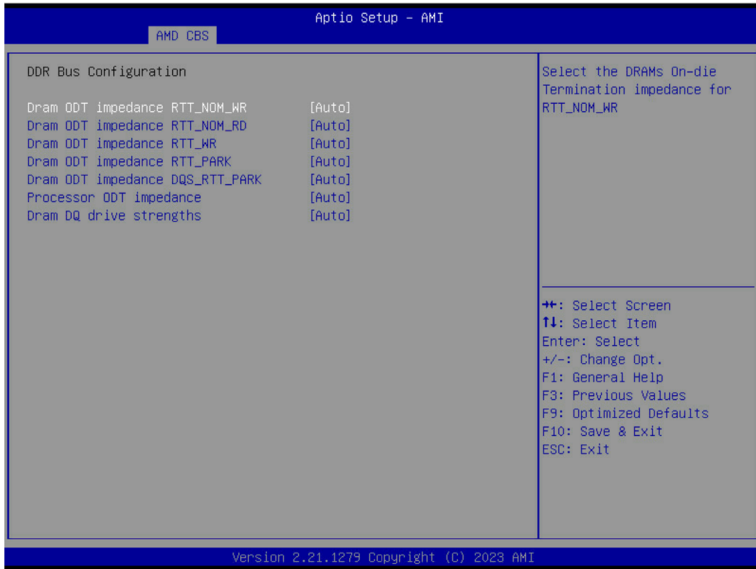 Aptio Setup – AMI
AMD CBS
DDR Bus Configuration
Dram ODT impedance RTT_NOM_WR [Auto]
Dram ODT impedance RTT_NOM_RD [Auto]
Dram ODT impedance RTT_WR [Auto]
Dram ODT impedance RTT_PARK [Auto]
Dram ODT impedance DQS_RTT_PARK [Auto]
Processor ODT impedance [Auto]
Dram DQ drive strengths [Auto]
Select the DRAMs On-die
Termination impedance for
RTT_NOM_WR
→←: Select Screen
↑↓: Select Item
Enter: Select
+/-: Change Opt.
F1: General Help
F3: Previous Values
F9: Optimized Defaults
F10: Save & Exit
ESC: Exit
Version 2.21.1279 Copyright (C) 2023 AMI